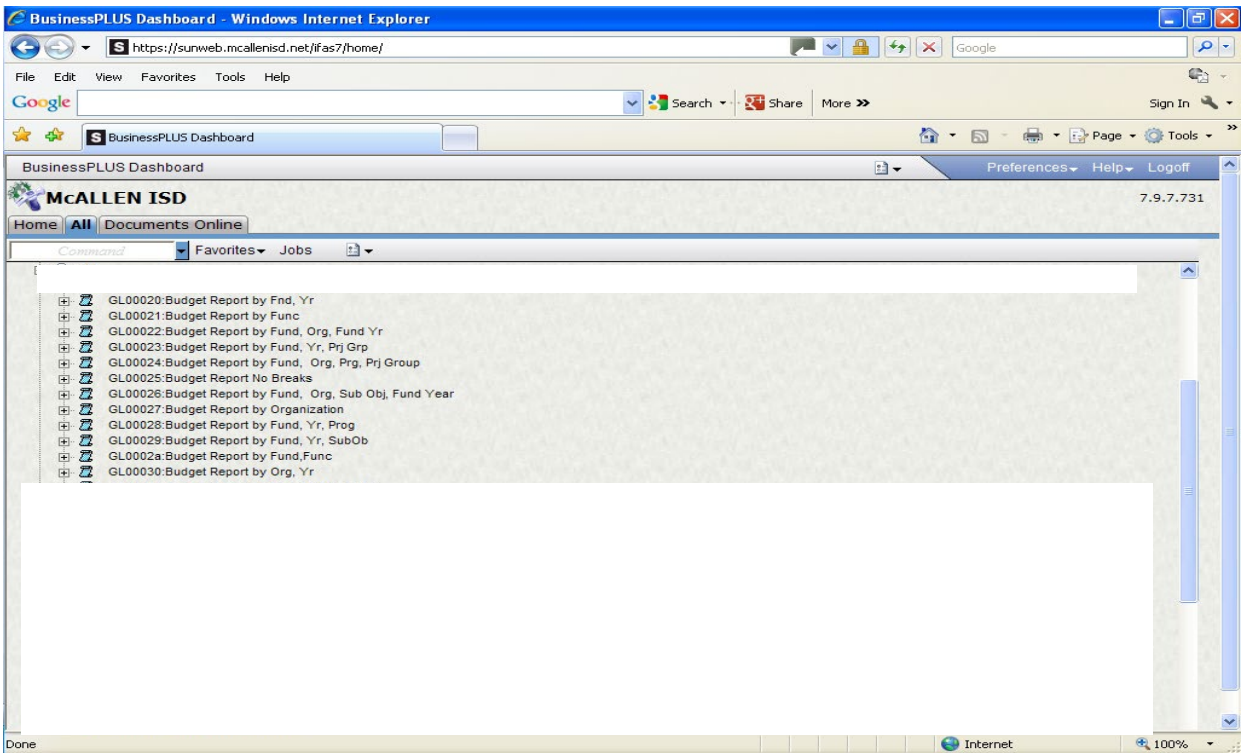 BusinessPLUS Dashboard - Windows Internet Explorer
S https://sunweb.mcallenisd.net/ifas7/home/ Google
File Edit View Favorites Tools Help
Google Search Share More >> Sign In
S BusinessPLUS Dashboard Page Tools >>
BusinessPLUS Dashboard Preferences Help Logoff
McALLEN ISD 7.9.7.731
Home All Documents Online
Command Favorites Jobs
GL00020:Budget Report by Fnd, Yr
GL00021:Budget Report by Func
GL00022:Budget Report by Fund, Org, Fund Yr
GL00023:Budget Report by Fund, Yr, Prj Grp
GL00024:Budget Report by Fund, Org, Prg, Prj Group
GL00025:Budget Report No Breaks
GL00026:Budget Report by Fund, Org, Sub Obj, Fund Year
GL00027:Budget Report by Organization
GL00028:Budget Report by Fund, Yr, Prog
GL00029:Budget Report by Fund, Yr, SubOb
GL0002a:Budget Report by Fund,Func
GL00030:Budget Report by Org, Yr
Done Internet 100%